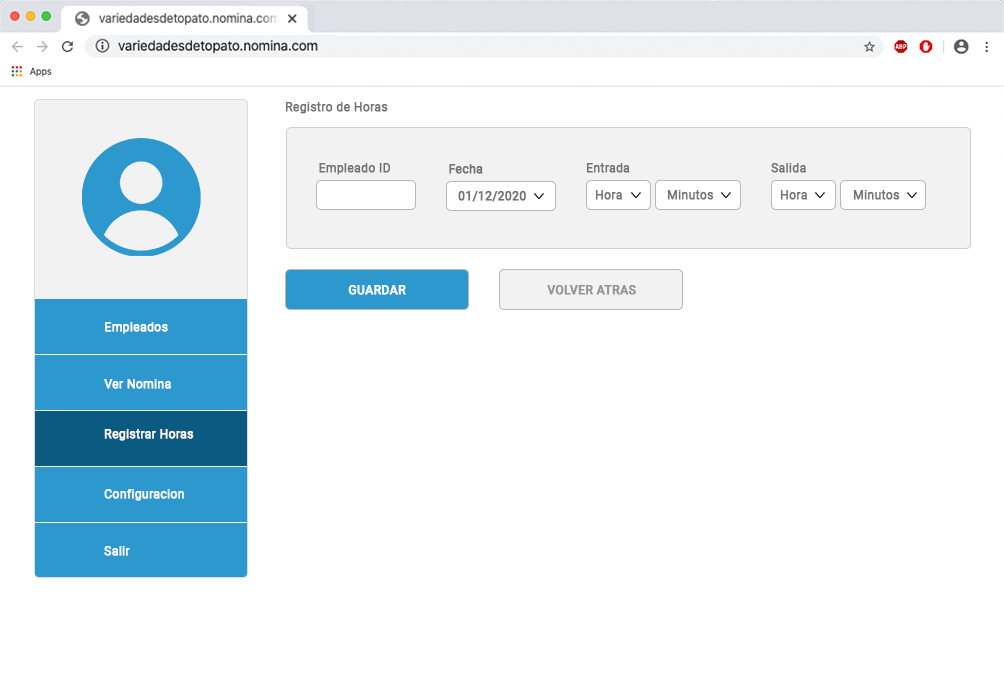 variedadesdetopato.nomina.com
variedadesdetopato.nomina.com
ABP
Apps
Registro de Horas
Empleado ID
Fecha
Entrada
Salida
01/12/2020
Hora
Minutos
Hora
Minutos
GUARDAR
VOLVER ATRAS
Empleados
Ver Nomina
Registrar Horas
Configuracion
Salir